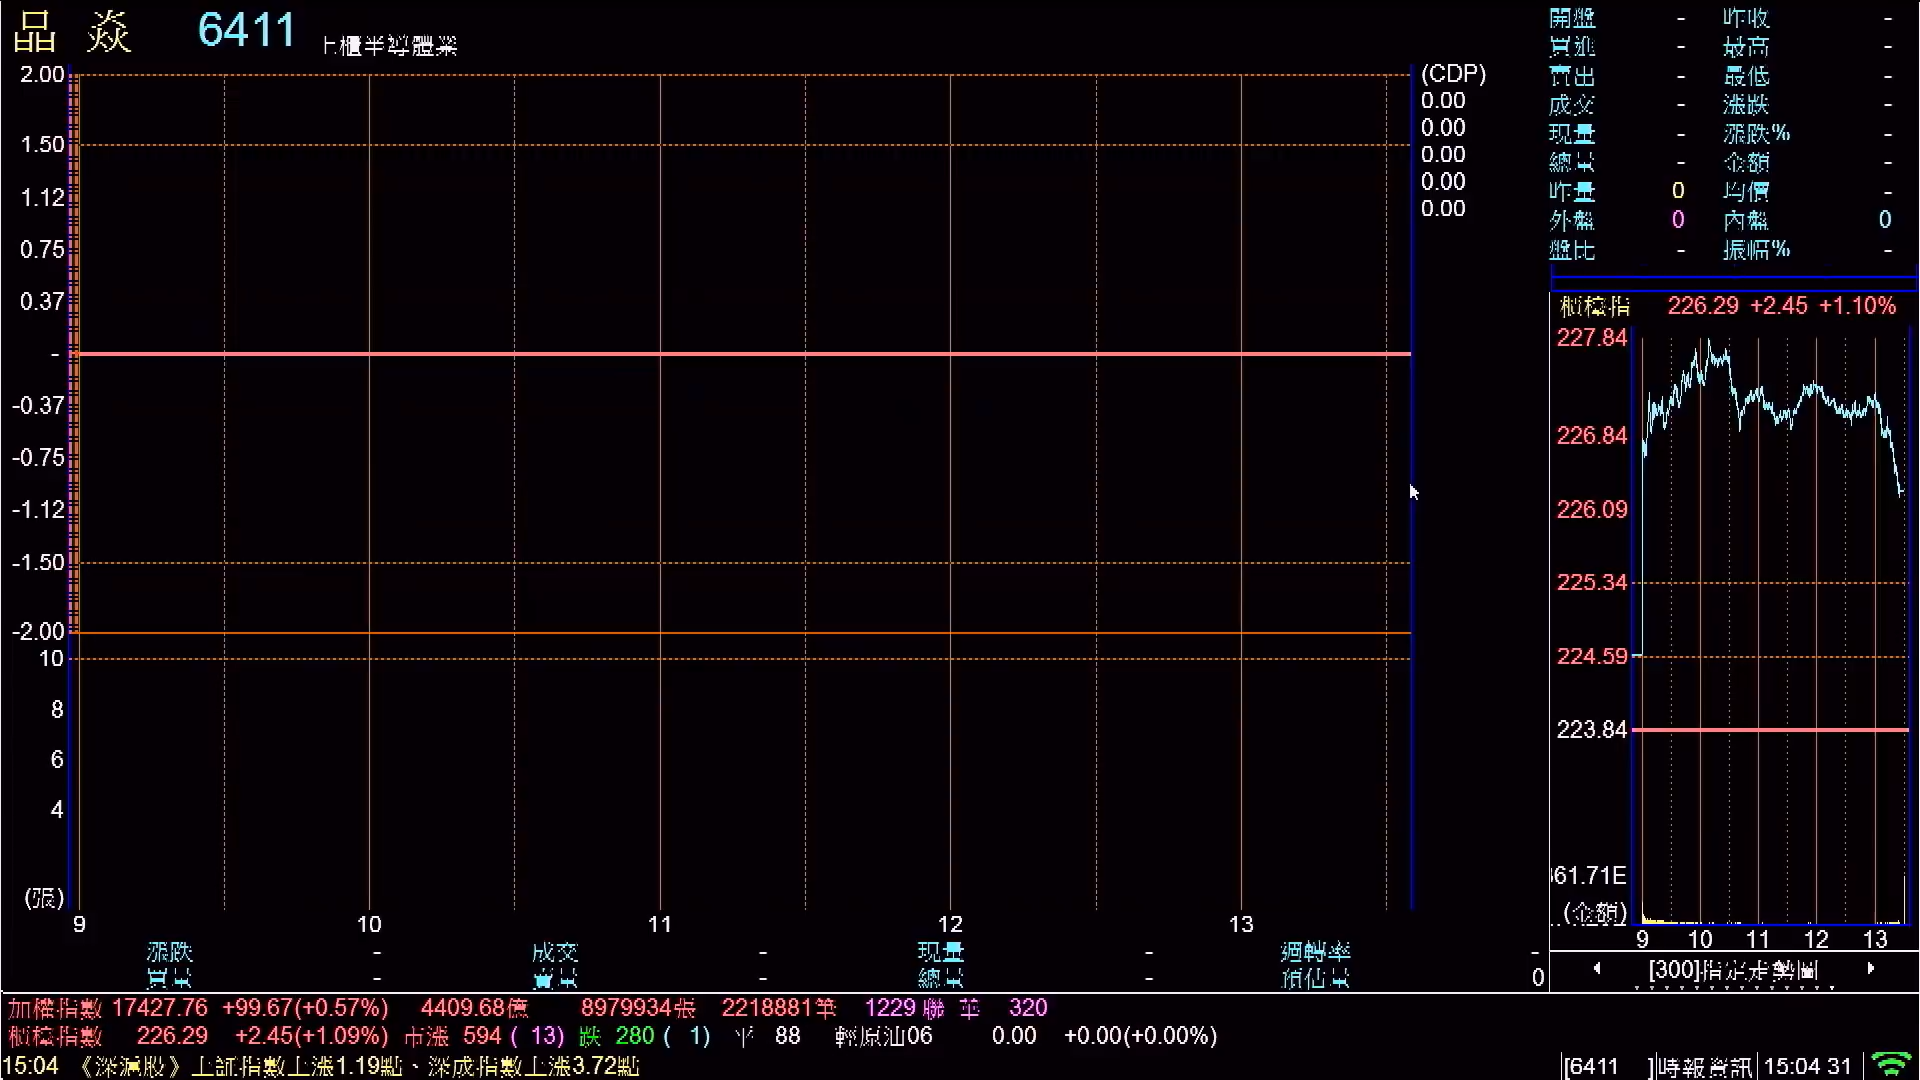 品 焱 6411 上櫃半導體業
2.00
1.50
1.12
0.75
0.37
-
-0.37
-0.75
-1.12
-1.50
-2.00
10
8
6
4
(張)
9 10 11 12 13
(CDP)
0.00
0.00
0.00
0.00
0.00
開盤 - 昨收 -
買進 - 最高 -
賣出 - 最低 -
成交 - 漲跌 -
現量 - 漲跌% -
總量 - 金額 -
昨量 0 均價 -
外盤 0 內盤 0
盤比 - 振幅% -
櫃檯指 226.29 +2.45 +1.10%
227.84
226.84
226.09
225.34
224.59
223.84
61.71E
(金額)
9 10 11 12 13
[300]指定走勢圖
漲跌 - 成交 - 現量 - 週轉率 -
買量 - 賣量 - 總量 - 預估量 0
加權指數 17427.76 +99.67(+0.57%) 4409.68億 8979934張 2218881筆 1229 聯 華 320
櫃檯指數 226.29 +2.45(+1.09%) 市漲 594 ( 13) 跌 280 ( 1) 平 88 輕原油06 0.00 +0.00(+0.00%)
15:04 《深滬股》上証指數上漲1.19點、深成指數上漲3.72點
[6411 ]時報資訊 15:04 31